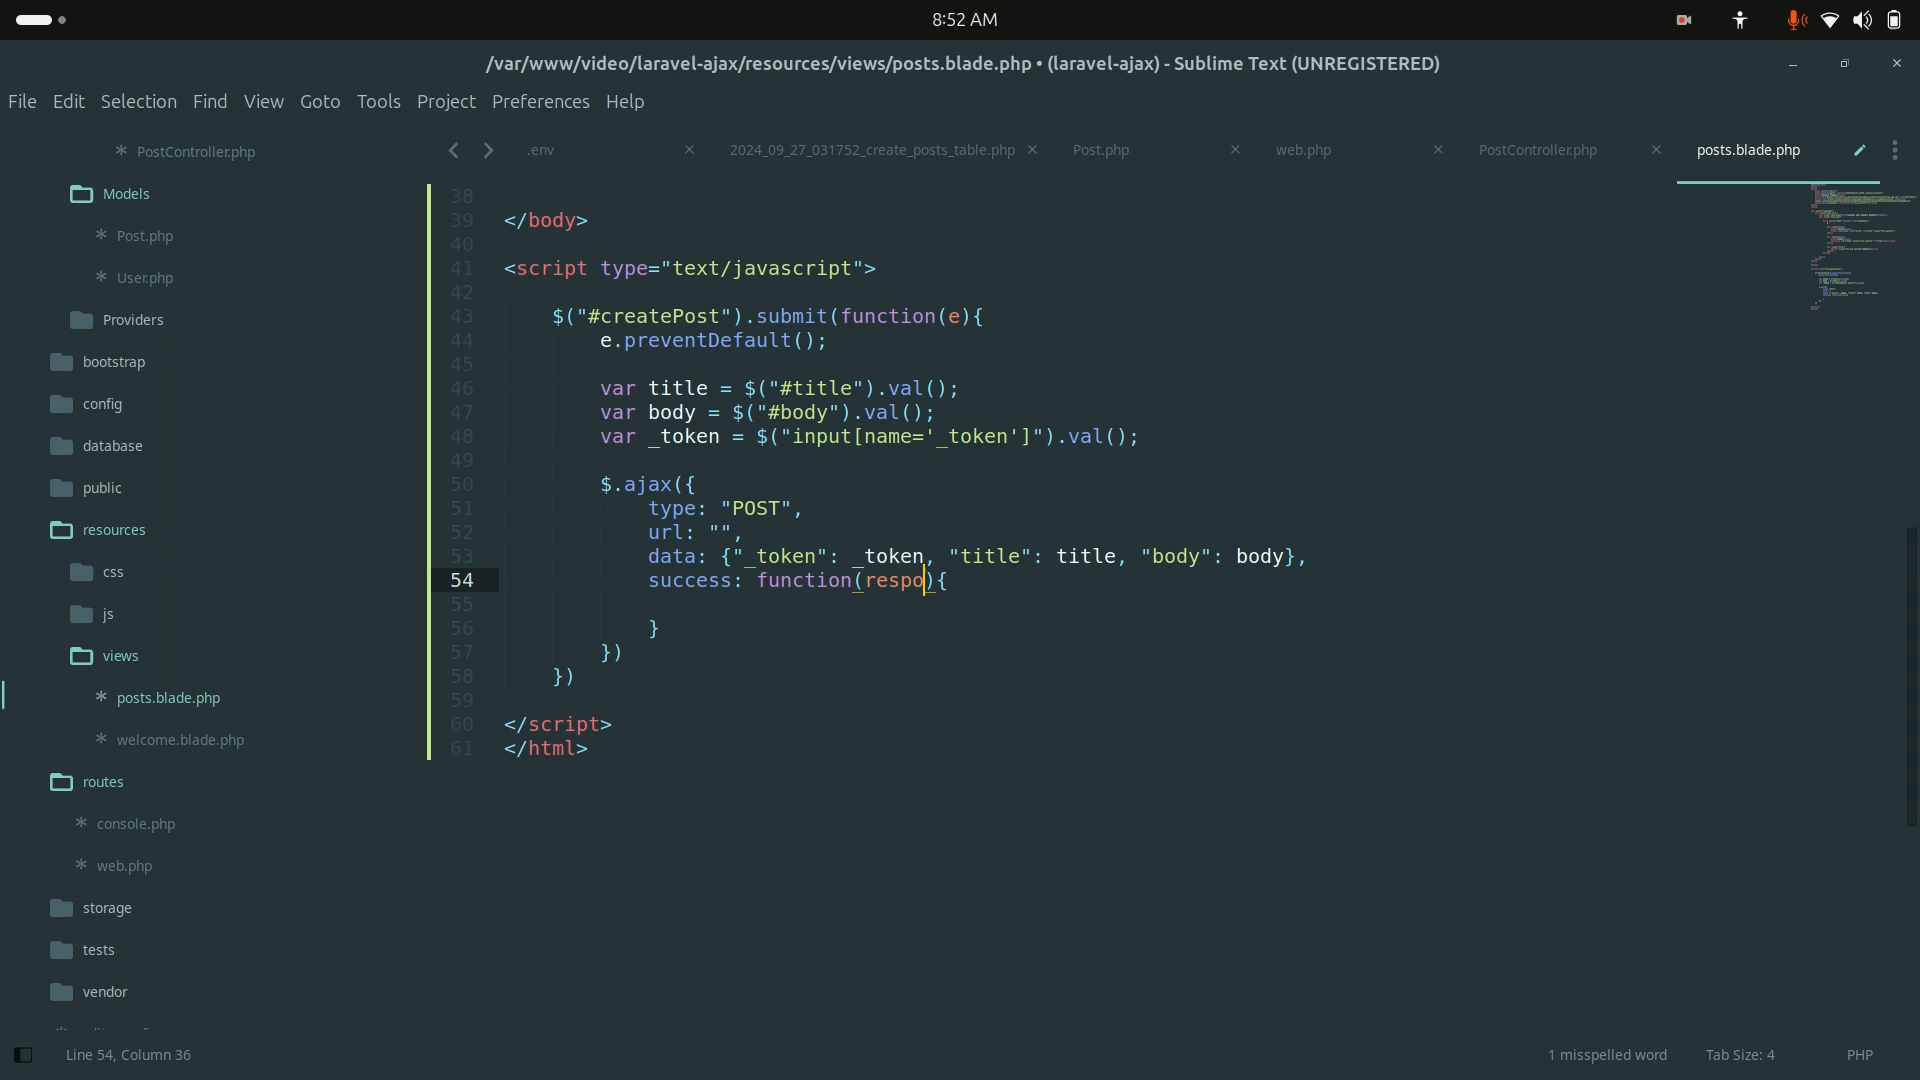 8:52 AM
/var/www/video/laravel-ajax/resources/views/posts.blade.php • (laravel-ajax) - Sublime Text (UNREGISTERED)
File Edit Selection Find View Goto Tools Project Preferences Help
.env 2024_09_27_031752_create_posts_table.php Post.php web.php PostController.php posts.blade.php
PostController.php
Models
Post.php
User.php
Providers
bootstrap
config
database
public
resources
css
js
views
posts.blade.php
welcome.blade.php
routes
console.php
web.php
storage
tests
vendor
38
39 </body>
40
41 <script type="text/javascript">
42
43 $("#createPost").submit(function(e){
44 e.preventDefault();
45
46 var title = $("#title").val();
47 var body = $("#body").val();
48 var _token = $("input[name='_token']").val();
49
50 $.ajax({
51 type: "POST",
52 url: "",
53 data: {"_token": _token, "title": title, "body": body},
54 success: function(respo){
55
56 }
57 })
58 })
59
60 </script>
61 </html>
Line 54, Column 36 1 misspelled word Tab Size: 4 PHP